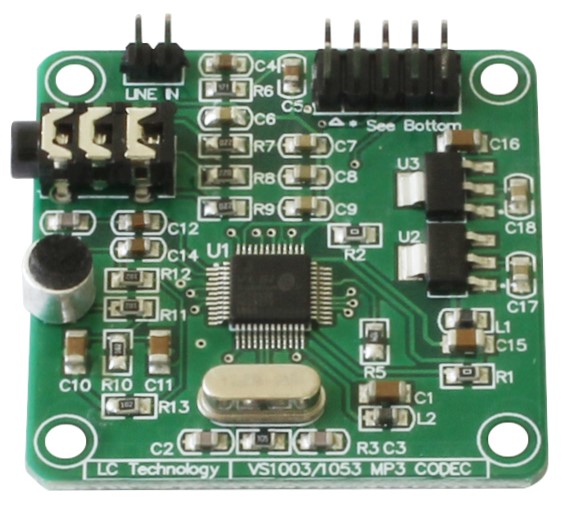 LINE IN
C4
R6
C5
C6
See Bottom
R7
C7
C16
R8
C8
U3
R9
C9
C18
C12
U1
R2
U2
C14
R12
R11
C17
L1
C15
R5
R1
C10
R10
C11
C1
R13
L2
C2
R3 C3
LC Technology
VS1003/1053 MP3 CODEC